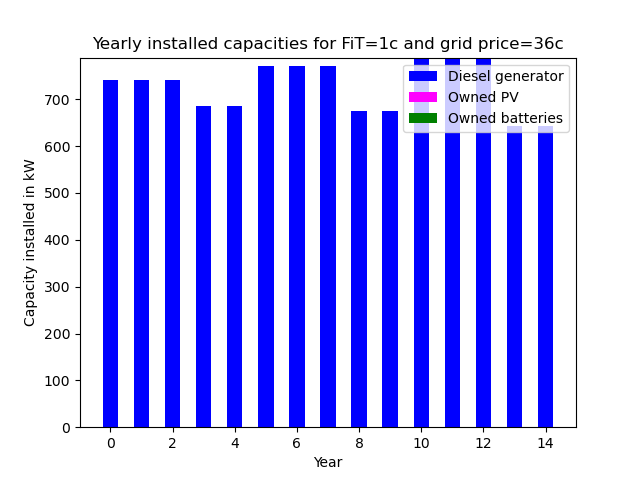 Yearly installed capacities for FiT=1c and grid price=36c
Diesel generator
Owned PV
Owned batteries
Capacity installed in kW
700
600
500
400
300
200
100
0
0 2 4 6 8 10 12 14
Year